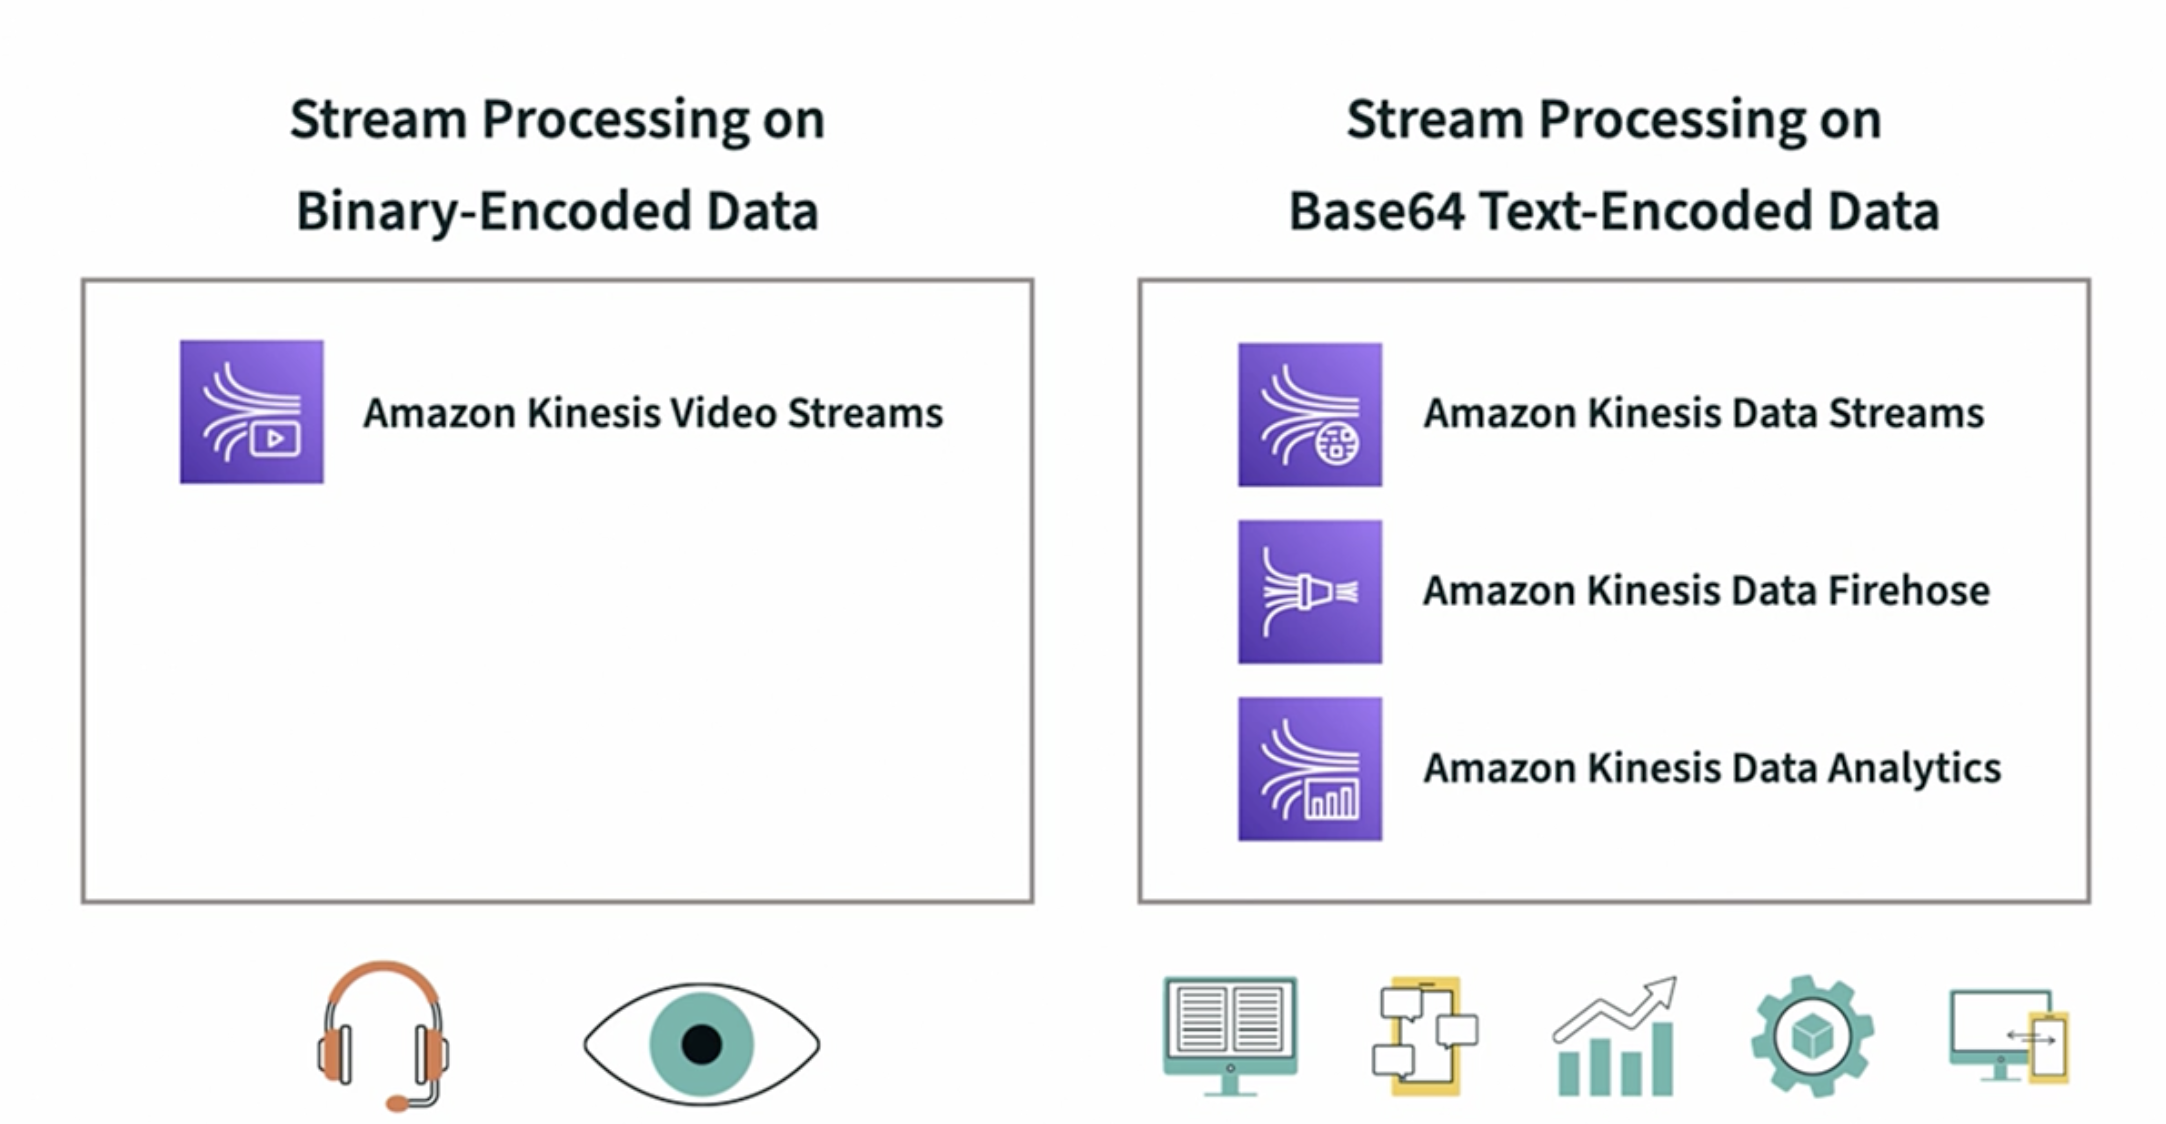 Stream Processing on
Binary-Encoded Data
Amazon Kinesis Video Streams
Stream Processing on
Base64 Text-Encoded Data
Amazon Kinesis Data Streams
Amazon Kinesis Data Firehose
Amazon Kinesis Data Analytics